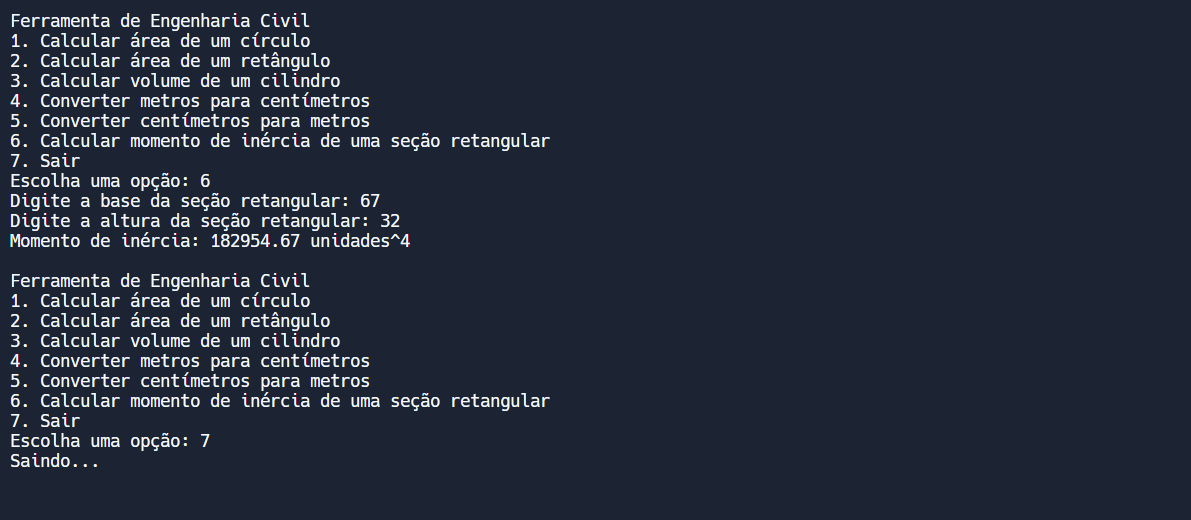 Ferramenta de Engenharia Civil
1. Calcular área de um círculo
2. Calcular área de um retângulo
3. Calcular volume de um cilindro
4. Converter metros para centímetros
5. Converter centímetros para metros
6. Calcular momento de inércia de uma seção retangular
7. Sair
Escolha uma opção: 6
Digite a base da seção retangular: 67
Digite a altura da seção retangular: 32
Momento de inércia: 182954.67 unidades^4
Ferramenta de Engenharia Civil
1. Calcular área de um círculo
2. Calcular área de um retângulo
3. Calcular volume de um cilindro
4. Converter metros para centímetros
5. Converter centímetros para metros
6. Calcular momento de inércia de uma seção retangular
7. Sair
Escolha uma opção: 7
Saindo...